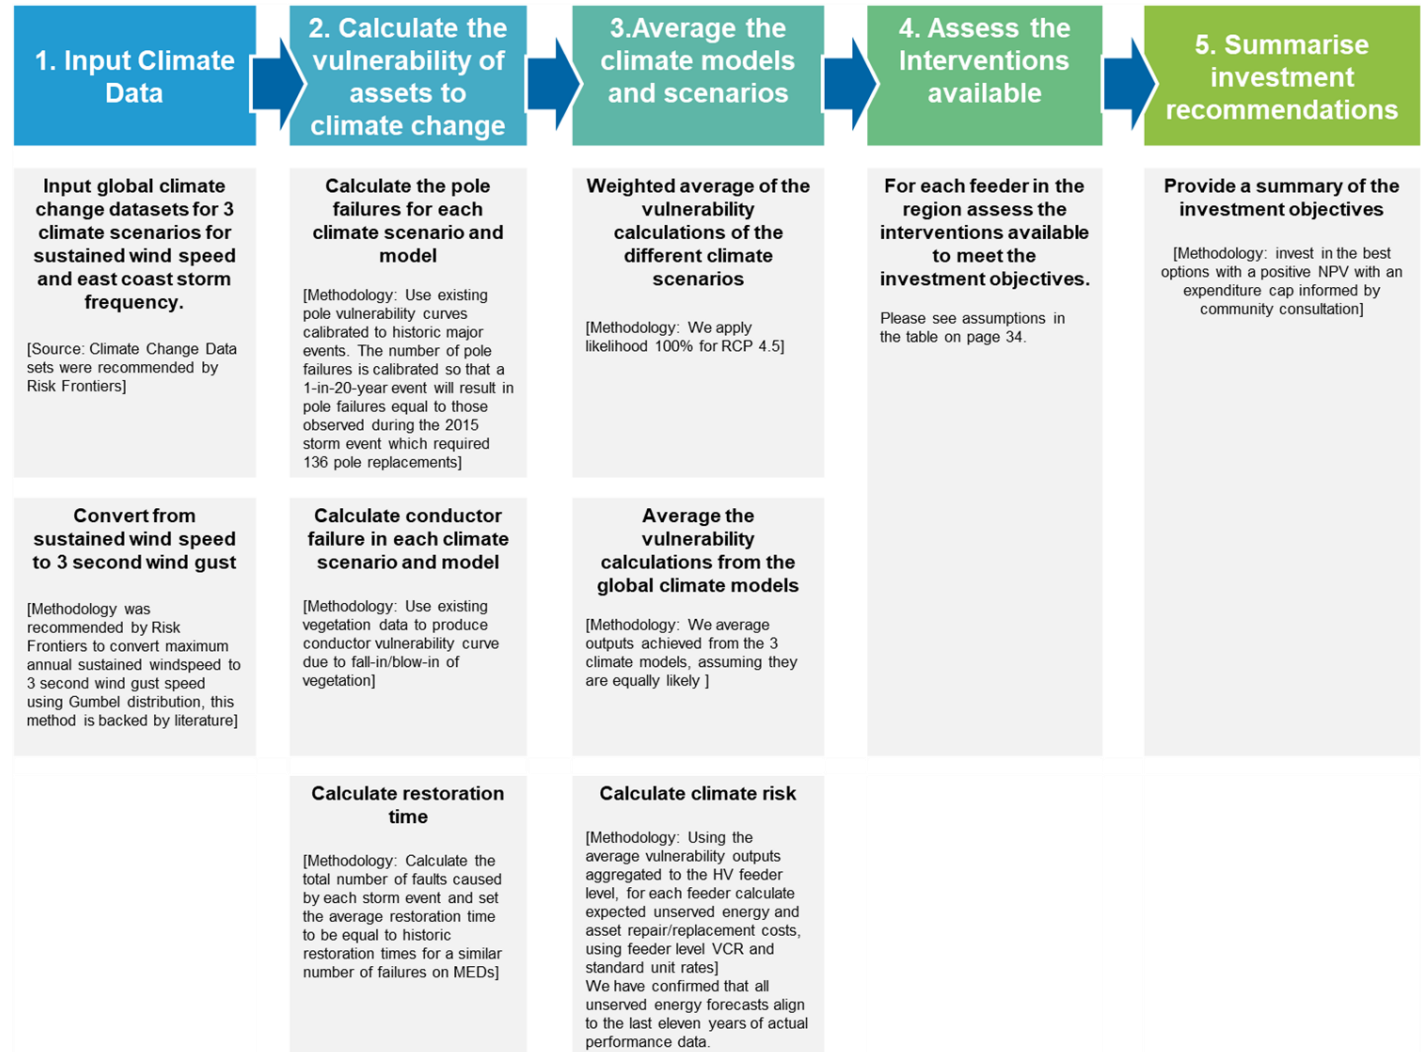 1. Input Climate
Data
2. Calculate the
vulnerability of
assets to
climate change
3.Average the
climate models
and scenarios
4. Assess the
Interventions
available
5. Summarise
investment
recommendations
Input global climate
change datasets for 3
climate scenarios for
sustained wind speed
and east coast storm
frequency.
[Source: Climate Change Data
sets were recommended by
Risk Frontiers]
Convert from
sustained wind speed
to 3 second wind gust
[Methodology was
recommended by Risk
Frontiers to convert maximum
annual sustained windspeed to
3 second wind gust speed
using Gumbel distribution, this
method is backed by literature]
Calculate the pole
failures for each
climate scenario and
model
[Methodology: Use existing
pole vulnerability curves
calibrated to historic major
events. The number of pole
failures is calibrated so that a
1-in-20-year event will result in
pole failures equal to those
observed during the 2015
storm event which required
136 pole replacements]
Calculate conductor
failure in each climate
scenario and model
[Methodology: Use existing
vegetation data to produce
conductor vulnerability curve
due to fall-in/blow-in of
vegetation]
Calculate restoration
time
[Methodology: Calculate the
total number of faults caused
by each storm event and set
the average restoration time
to be equal to historic
restoration times for a similar
number of failures on MEDs]
Weighted average of the
vulnerability
calculations of the
different climate
scenarios
[Methodology: We apply
likelihood 100% for RCP 4.5]
Average the
vulnerability
calculations from the
global climate models
[Methodology: We average
outputs achieved from the 3
climate models, assuming they
are equally likely ]
Calculate climate risk
[Methodology: Using the
average vulnerability outputs
aggregated to the HV feeder
level, for each feeder calculate
expected unserved energy and
asset repair/replacement costs,
using feeder level VCR and
standard unit rates]
We have confirmed that all
unserved energy forecasts align
to the last eleven years of actual
performance data.
For each feeder in the
region assess the
interventions available
to meet the
investment objectives.
Please see assumptions in
the table on page 34.
Provide a summary of the
investment objectives
[Methodology: invest in the best
options with a positive NPV with an
expenditure cap informed by
community consultation]